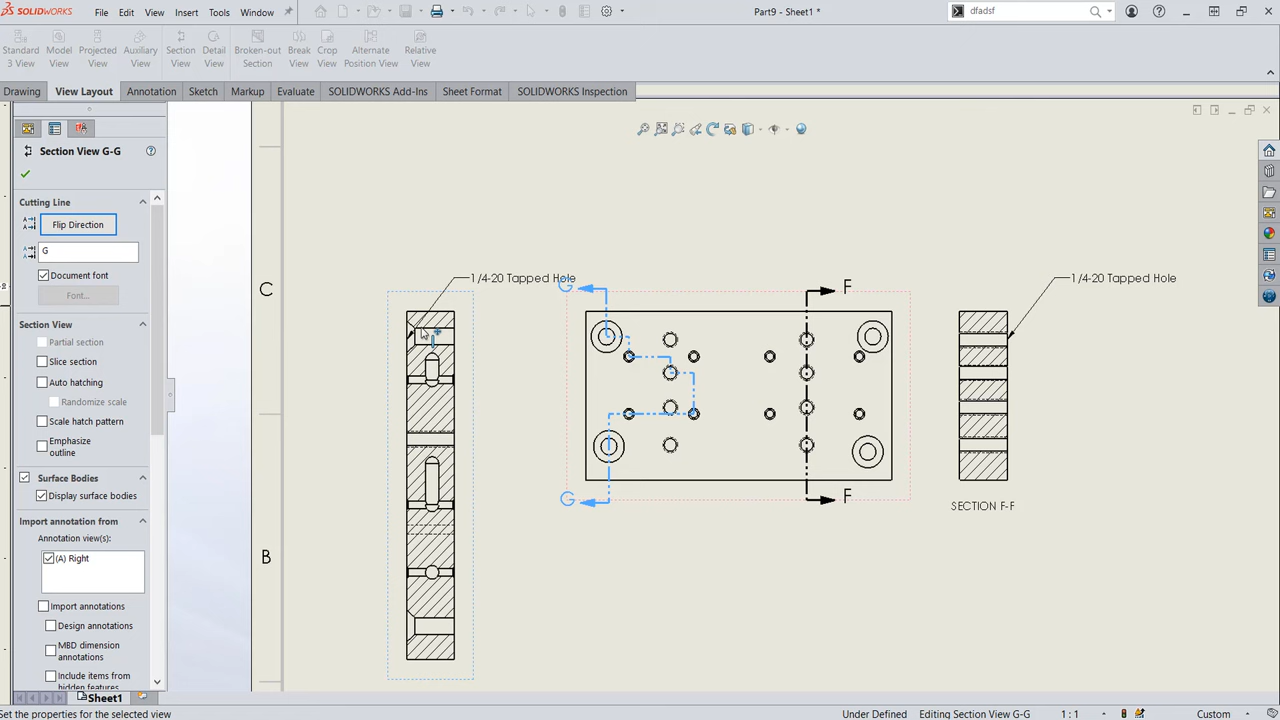 SOLIDWORKS File Edit View Insert Tools Window Part9 - Sheet1 * dfadsf
Standard 3 View
Model View
Projected View
Auxiliary View
Section View
Detail View
Broken-out Section
Break View
Crop View
Alternate Position View
Relative View
Drawing View Layout Annotation Sketch Markup Evaluate SOLIDWORKS Add-Ins Sheet Format SOLIDWORKS Inspection
Section View G-G
Cutting Line
Flip Direction
G
Document font
Font...
Section View
Partial section
Slice section
Auto hatching
Randomize scale
Scale hatch pattern
Emphasize
outline
Surface Bodies
Display surface bodies
Import annotation from
Annotation view(s):
(A) Right
Import annotations
Design annotations
MBD dimension
annotations
Include items from
hidden features
C
B
1/4-20 Tapped Hole
G
F
1/4-20 Tapped Hole
G
F
SECTION F-F
Sheet1
Set the properties for the selected view Under Defined Editing Section View G-G 1 : 1 Custom